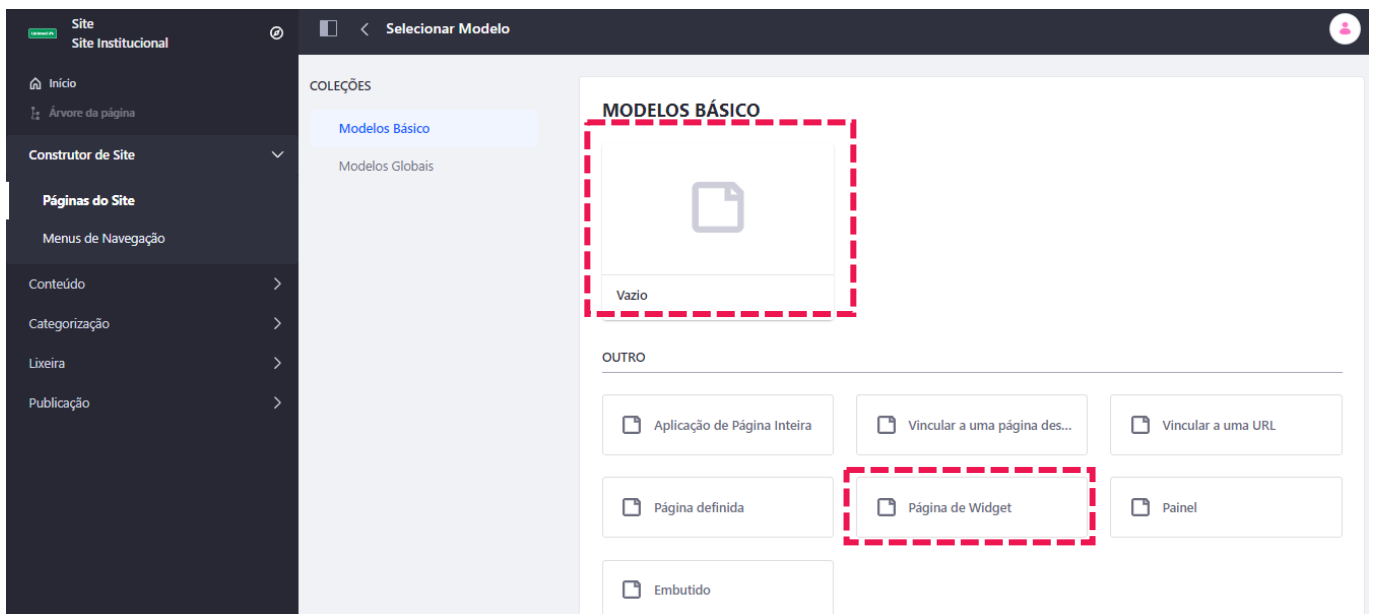 Site
Site Institucional
Selecionar Modelo
Início
Árvore da página
Construtor de Site
Páginas do Site
Menus de Navegação
Conteúdo
Categorização
Lixeira
Publicação
COLEÇÕES
Modelos Básico
Modelos Globais
MODELOS BÁSICO
Vazio
OUTRO
Aplicação de Página Inteira
Vincular a uma página des...
Vincular a uma URL
Página definida
Página de Widget
Painel
Embutido